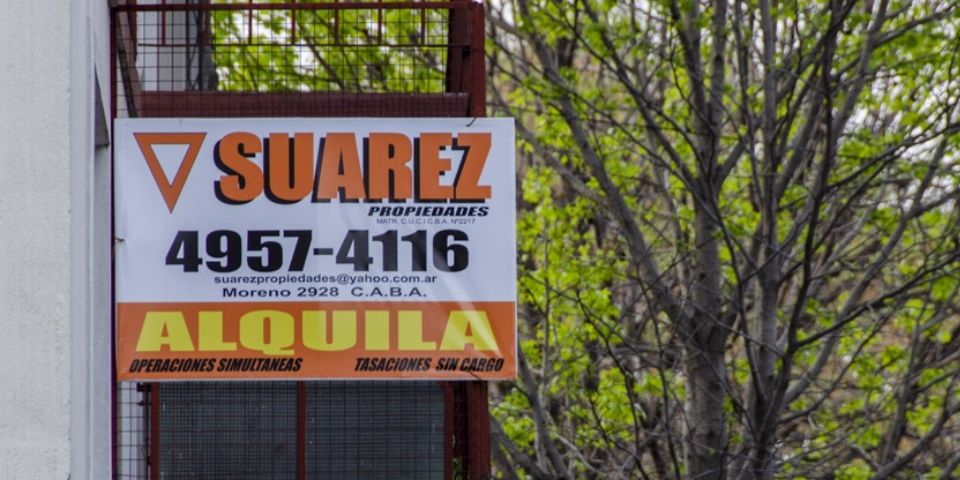 SUAREZ
PROPIEDADES
MATR. C.U.C.I.C.B.A. Nº2217
4957-4116
suarezpropiedades@yahoo.com.ar
Moreno 2928 C.A.B.A.
ALQUILA
OPERACIONES SIMULTANEAS TASACIONES SIN CARGO